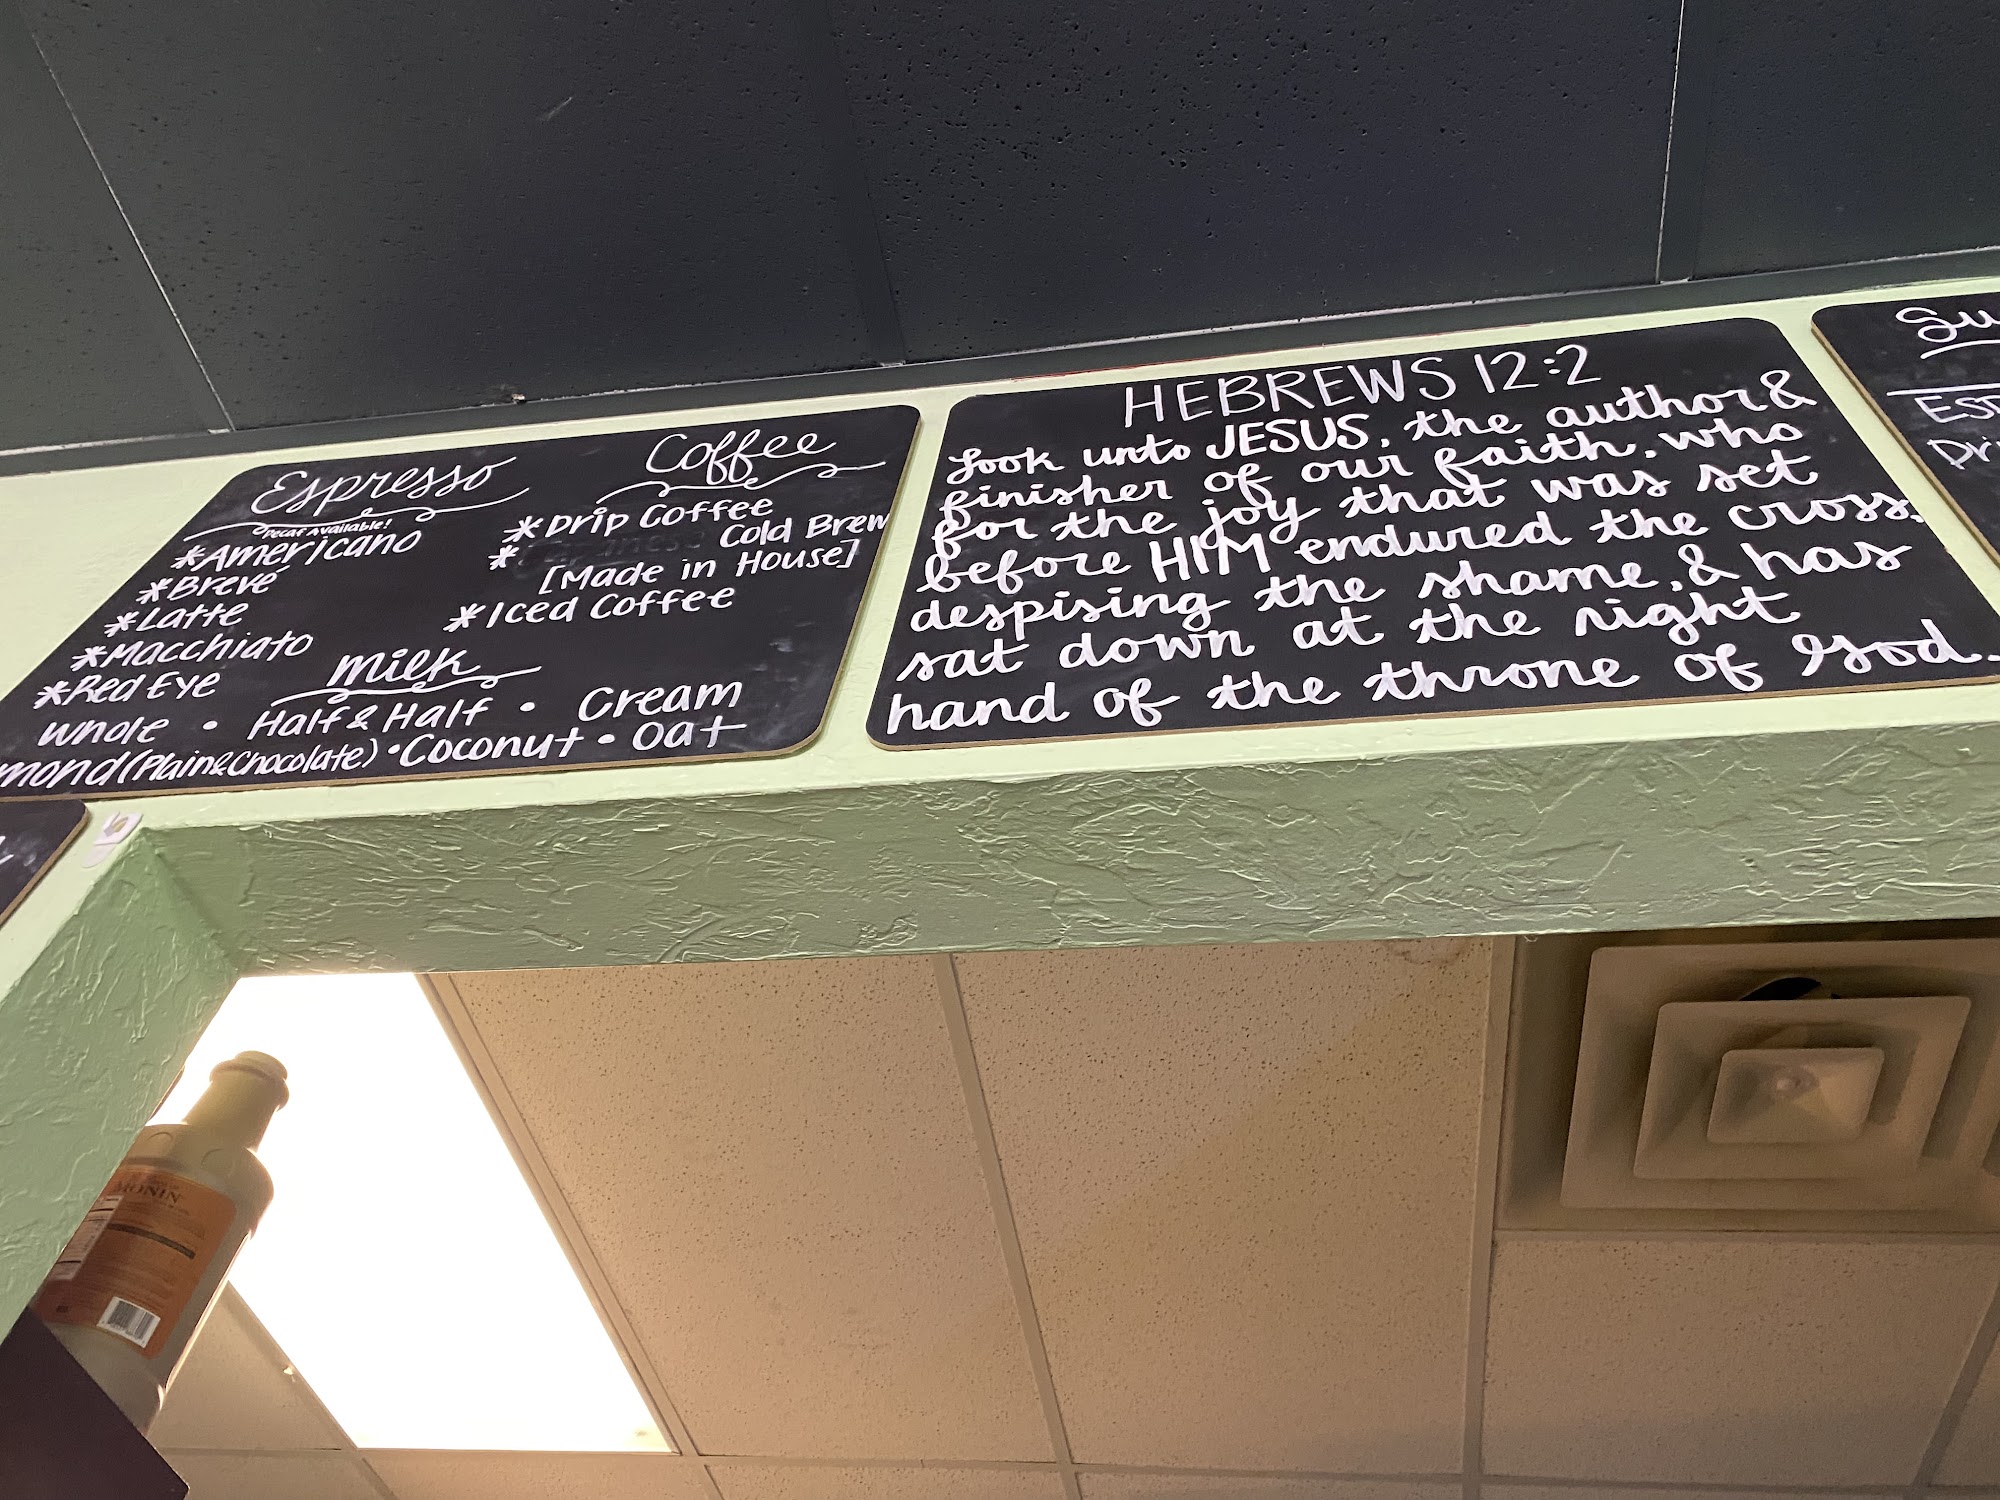 Espresso
Decaf Available!
*Americano
*Breve
*Latte
*Macchiato
*Red Eye
Coffee
*Drip Coffee
* Cold Brew
[Made in House]
*Iced Coffee
Milk
Whole • Half & Half • Cream
mond (Plain & Chocolate) • Coconut • Oat
HEBREWS 12:2
Look unto JESUS, the author &
finisher of our faith, who
for the joy that was set
before HIM endured the cross,
despising the shame, & has
sat down at the right
hand of the throne of God.
Su
Est
Dri
MONIN